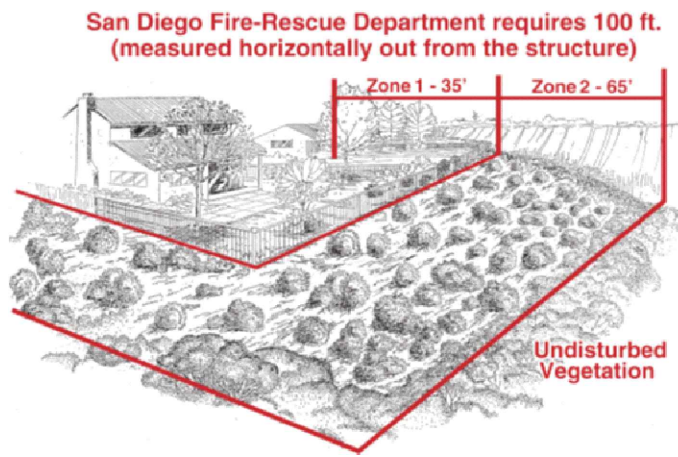 San Diego Fire-Rescue Department requires 100 ft.
(measured horizontally out from the structure)
Zone 1 - 35'
Zone 2 - 65'
Undisturbed
Vegetation